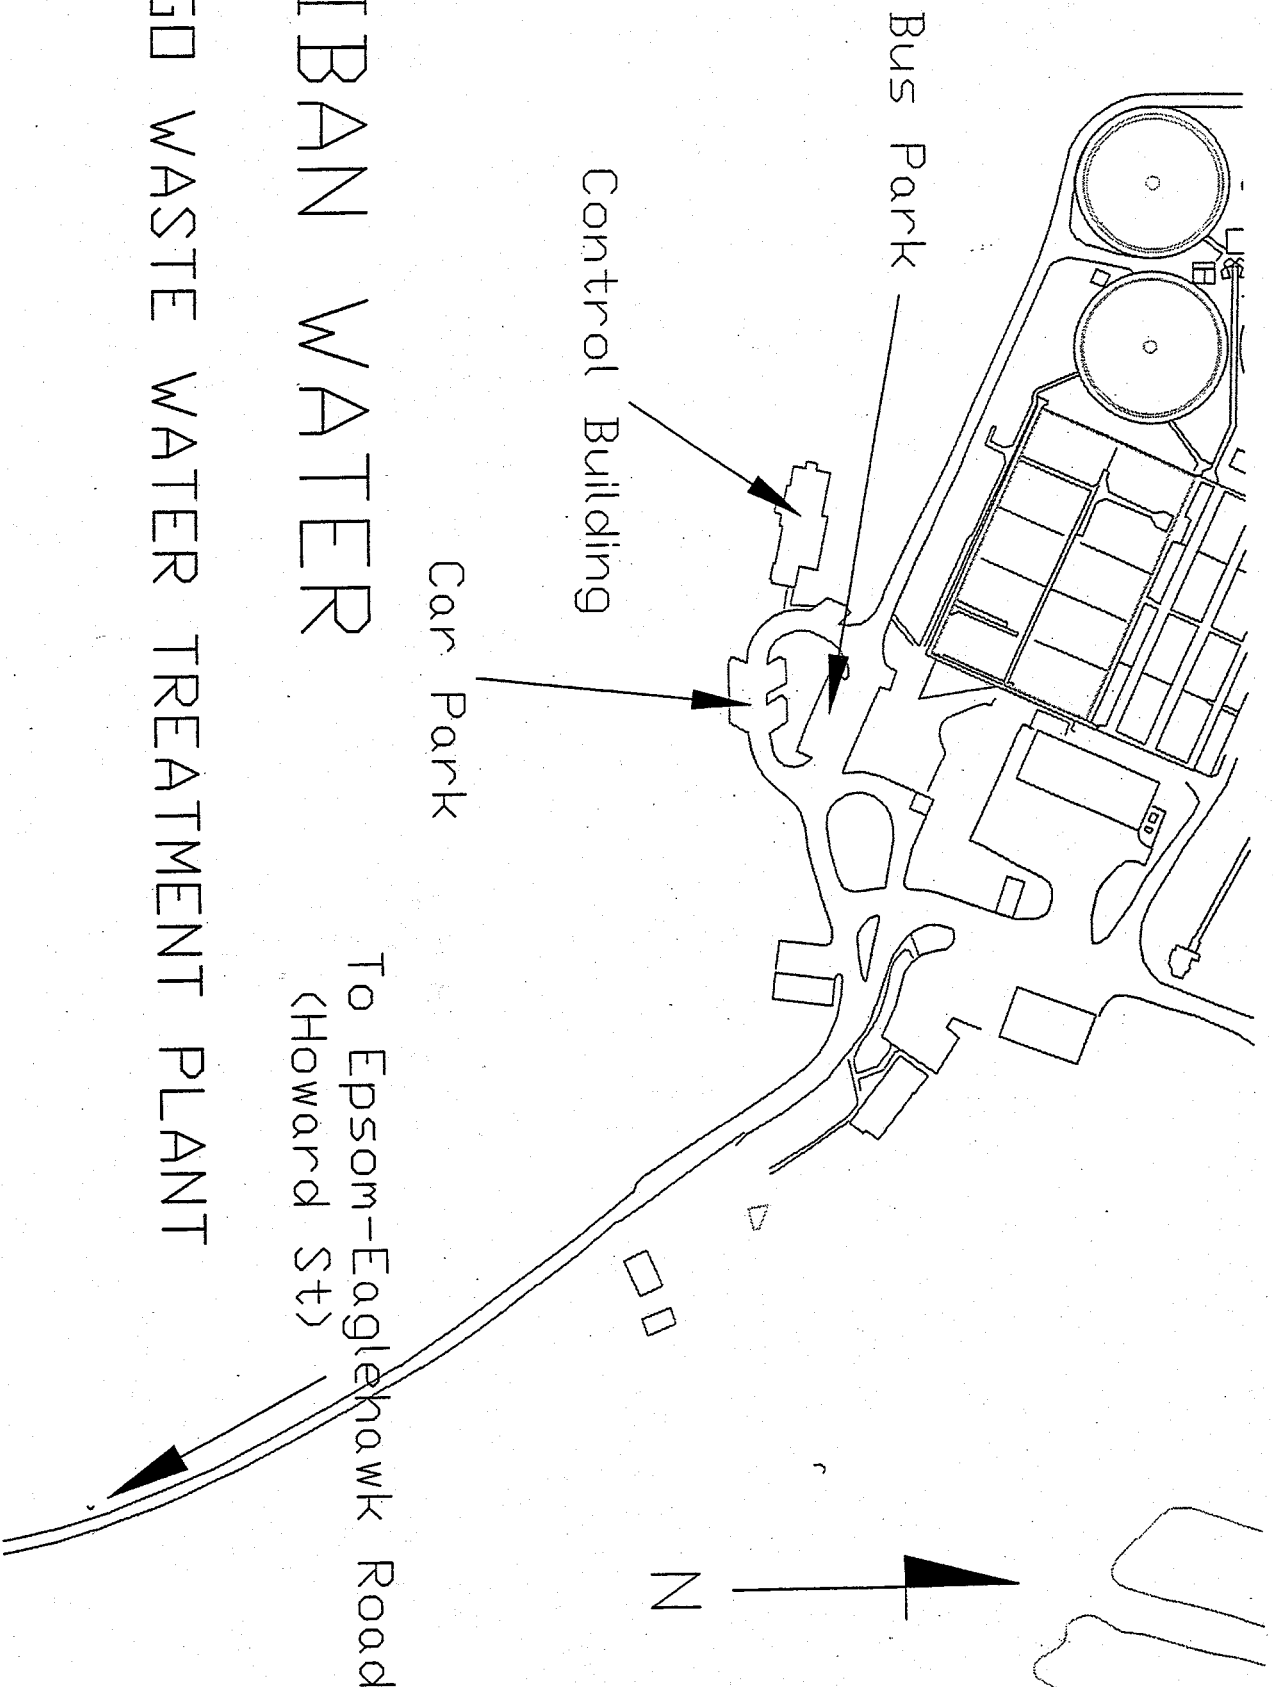 Bus Park
N
Control Building
Car Park
To Epsom-Eaglehawk Road
(Howard St)
IBAN WATER
GO WASTE WATER TREATMENT PLANT